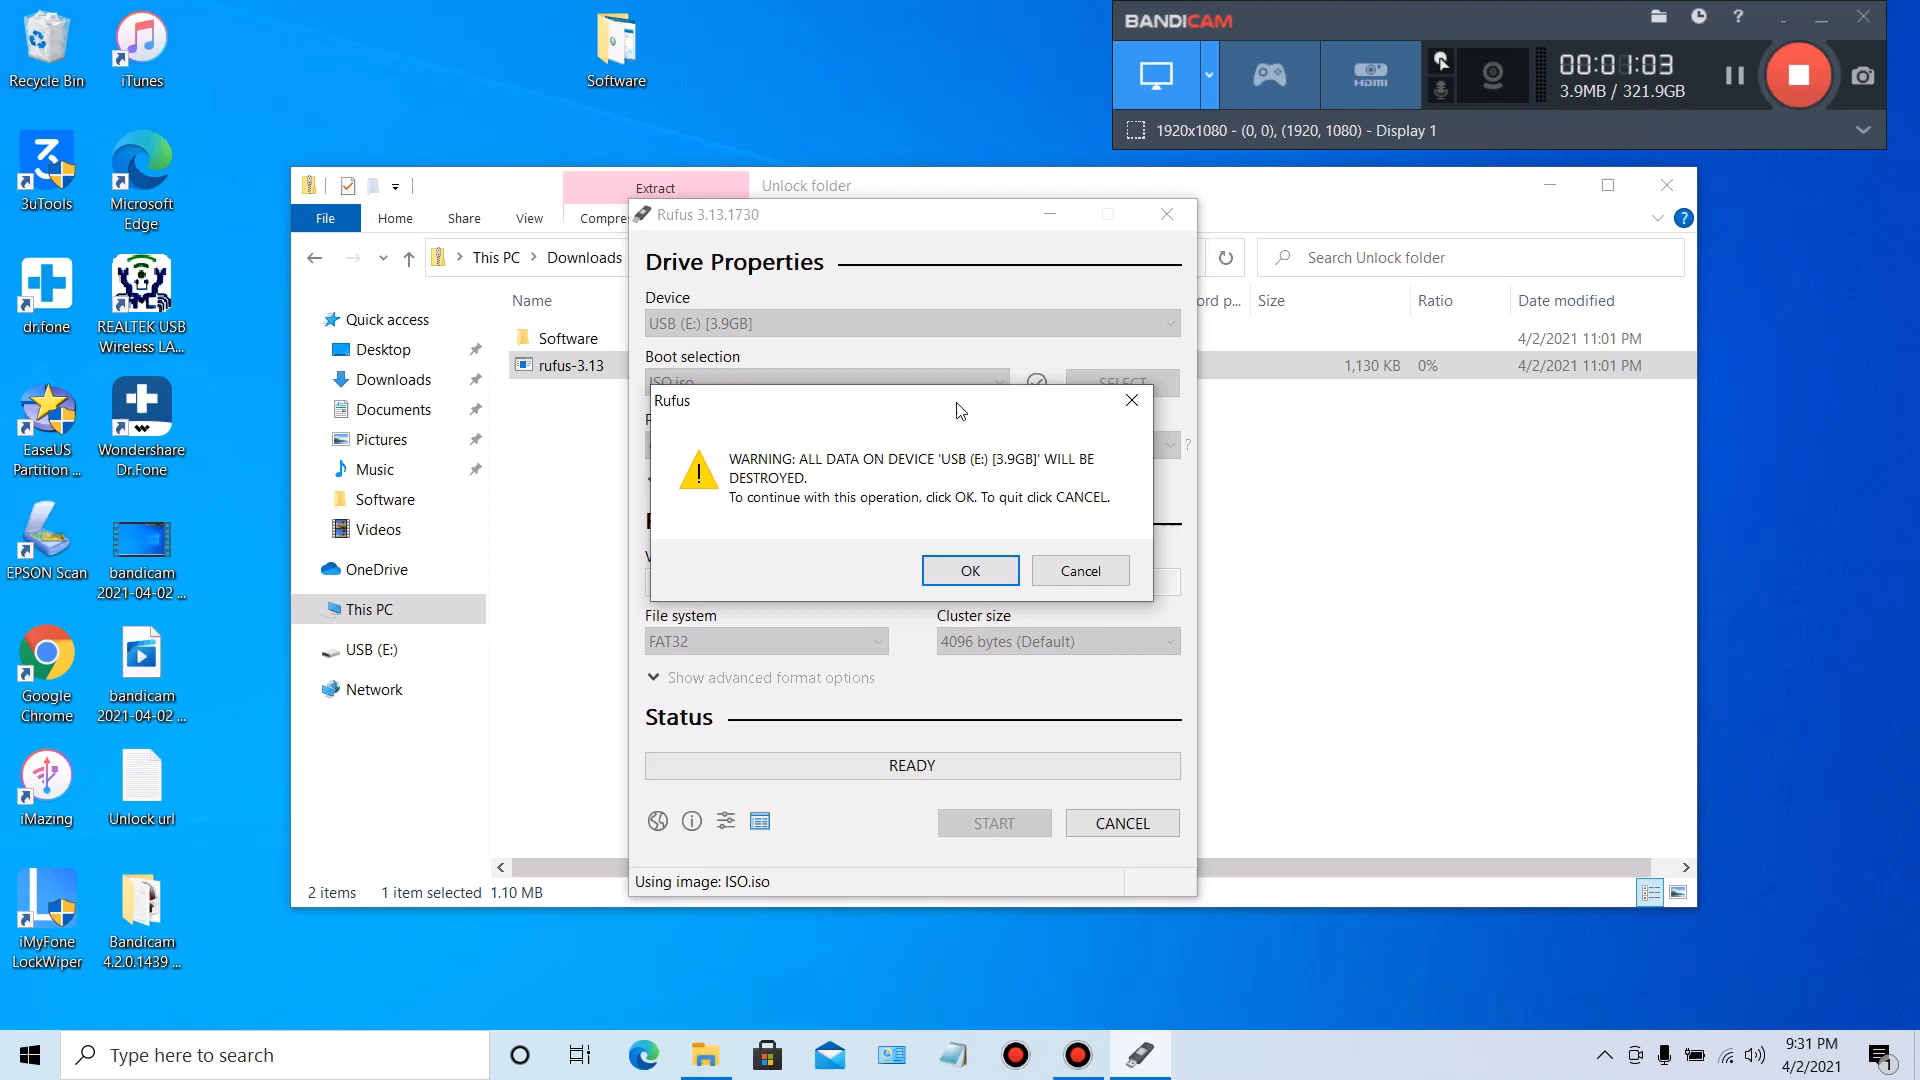 Recycle Bin
iTunes
Software
3uTools
Microsoft
Edge
dr.fone
REALTEK USB
Wireless LA...
EaseUS
Partition ...
Wondershare
Dr.Fone
EPSON Scan
bandicam
2021-04-02 ...
Google
Chrome
bandicam
2021-04-02 ...
iMazing
Unlock url
iMyFone
LockWiper
Bandicam
4.2.0.1439 ...
BANDICAM
HDMI
00:01:03
3.9MB / 321.9GB
1920x1080 - (0, 0), (1920, 1080) - Display 1
Extract
Unlock folder
File
Home
Share
View
Compre
This PC
Downloads
Search Unlock folder
Quick access
Desktop
Downloads
Documents
Pictures
Music
Software
Videos
OneDrive
This PC
USB (E:)
Network
Name
ord p...
Size
Ratio
Date modified
Software
4/2/2021 11:01 PM
rufus-3.13
1,130 KB
0%
4/2/2021 11:01 PM
2 items
1 item selected
1.10 MB
Rufus 3.13.1730
Drive Properties
Device
USB (E:) [3.9GB]
Boot selection
ISO.iso
SELECT
?
Rufus
WARNING: ALL DATA ON DEVICE 'USB (E:) [3.9GB]' WILL BE
DESTROYED.
To continue with this operation, click OK. To quit click CANCEL.
OK
Cancel
File system
Cluster size
FAT32
4096 bytes (Default)
Show advanced format options
Status
READY
START
CANCEL
Using image: ISO.iso
Type here to search
9:31 PM
4/2/2021
1